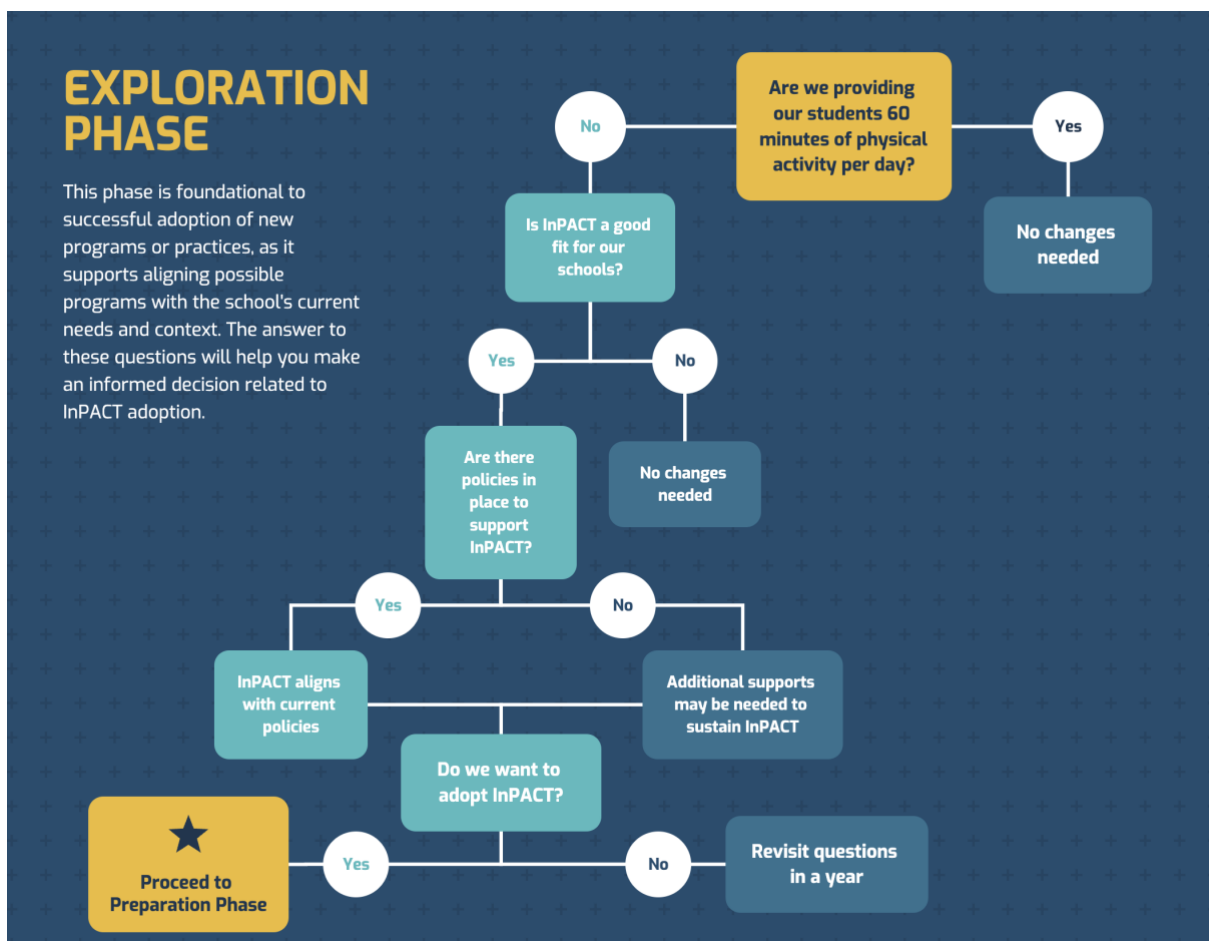 EXPLORATION
PHASE
This phase is foundational to
successful adoption of new
programs or practices, as it
supports aligning possible
programs with the school's current
needs and context. The answer to
these questions will help you make
an informed decision related to
InPACT adoption.
Are we providing
our students 60
minutes of physical
activity per day?
No
Yes
Is InPACT a good
fit for our
schools?
No changes
needed
Yes
No
Are there
policies in
place to
support
InPACT?
No changes
needed
Yes
No
InPACT aligns
with current
policies
Additional supports
may be needed to
sustain InPACT
Do we want to
adopt InPACT?
Yes
No
Proceed to
Preparation Phase
Revisit questions
in a year